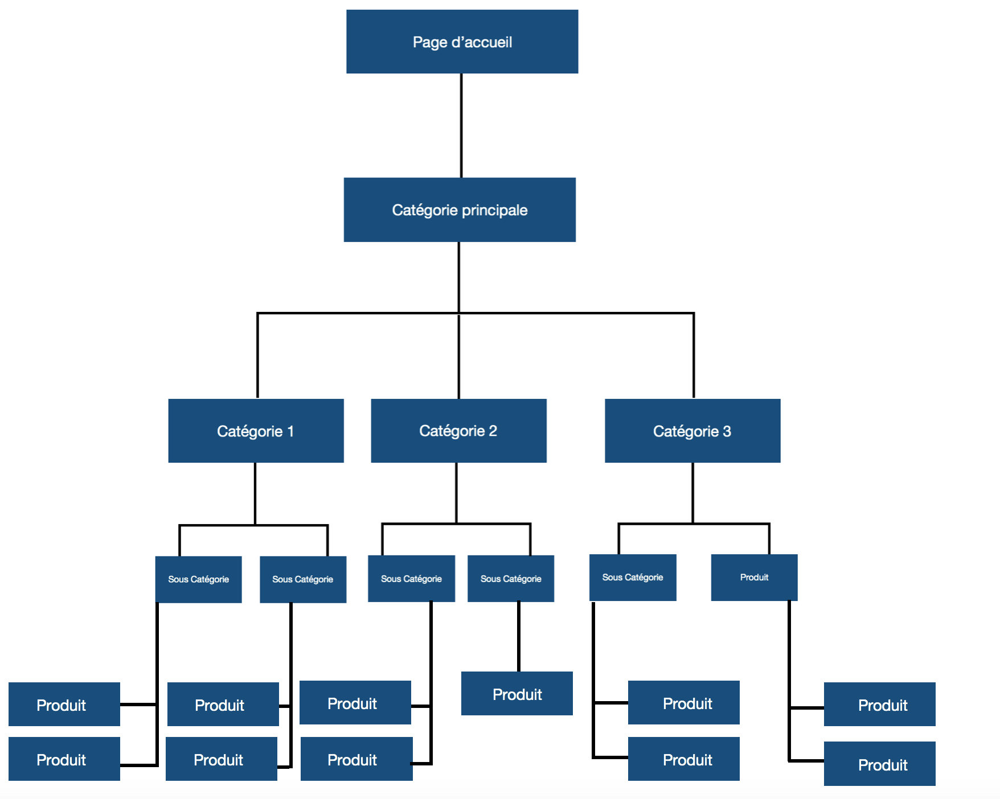 Page d’accueil
Catégorie principale
Catégorie 1
Catégorie 2
Catégorie 3
Sous Catégorie
Sous Catégorie
Sous Catégorie
Sous Catégorie
Sous Catégorie
Produit
Produit
Produit
Produit
Produit
Produit
Produit
Produit
Produit
Produit
Produit
Produit